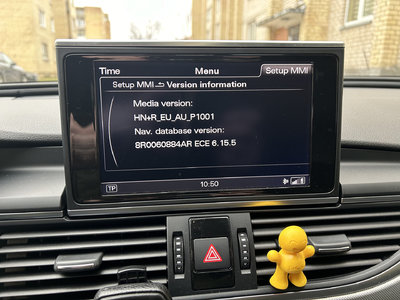 Time Menu Setup MMI
Setup MMI Version information
Media version:
HN+R_EU_AU_P1001
Nav. database version:
8R0060884AR ECE 6.15.5
TP 10:50